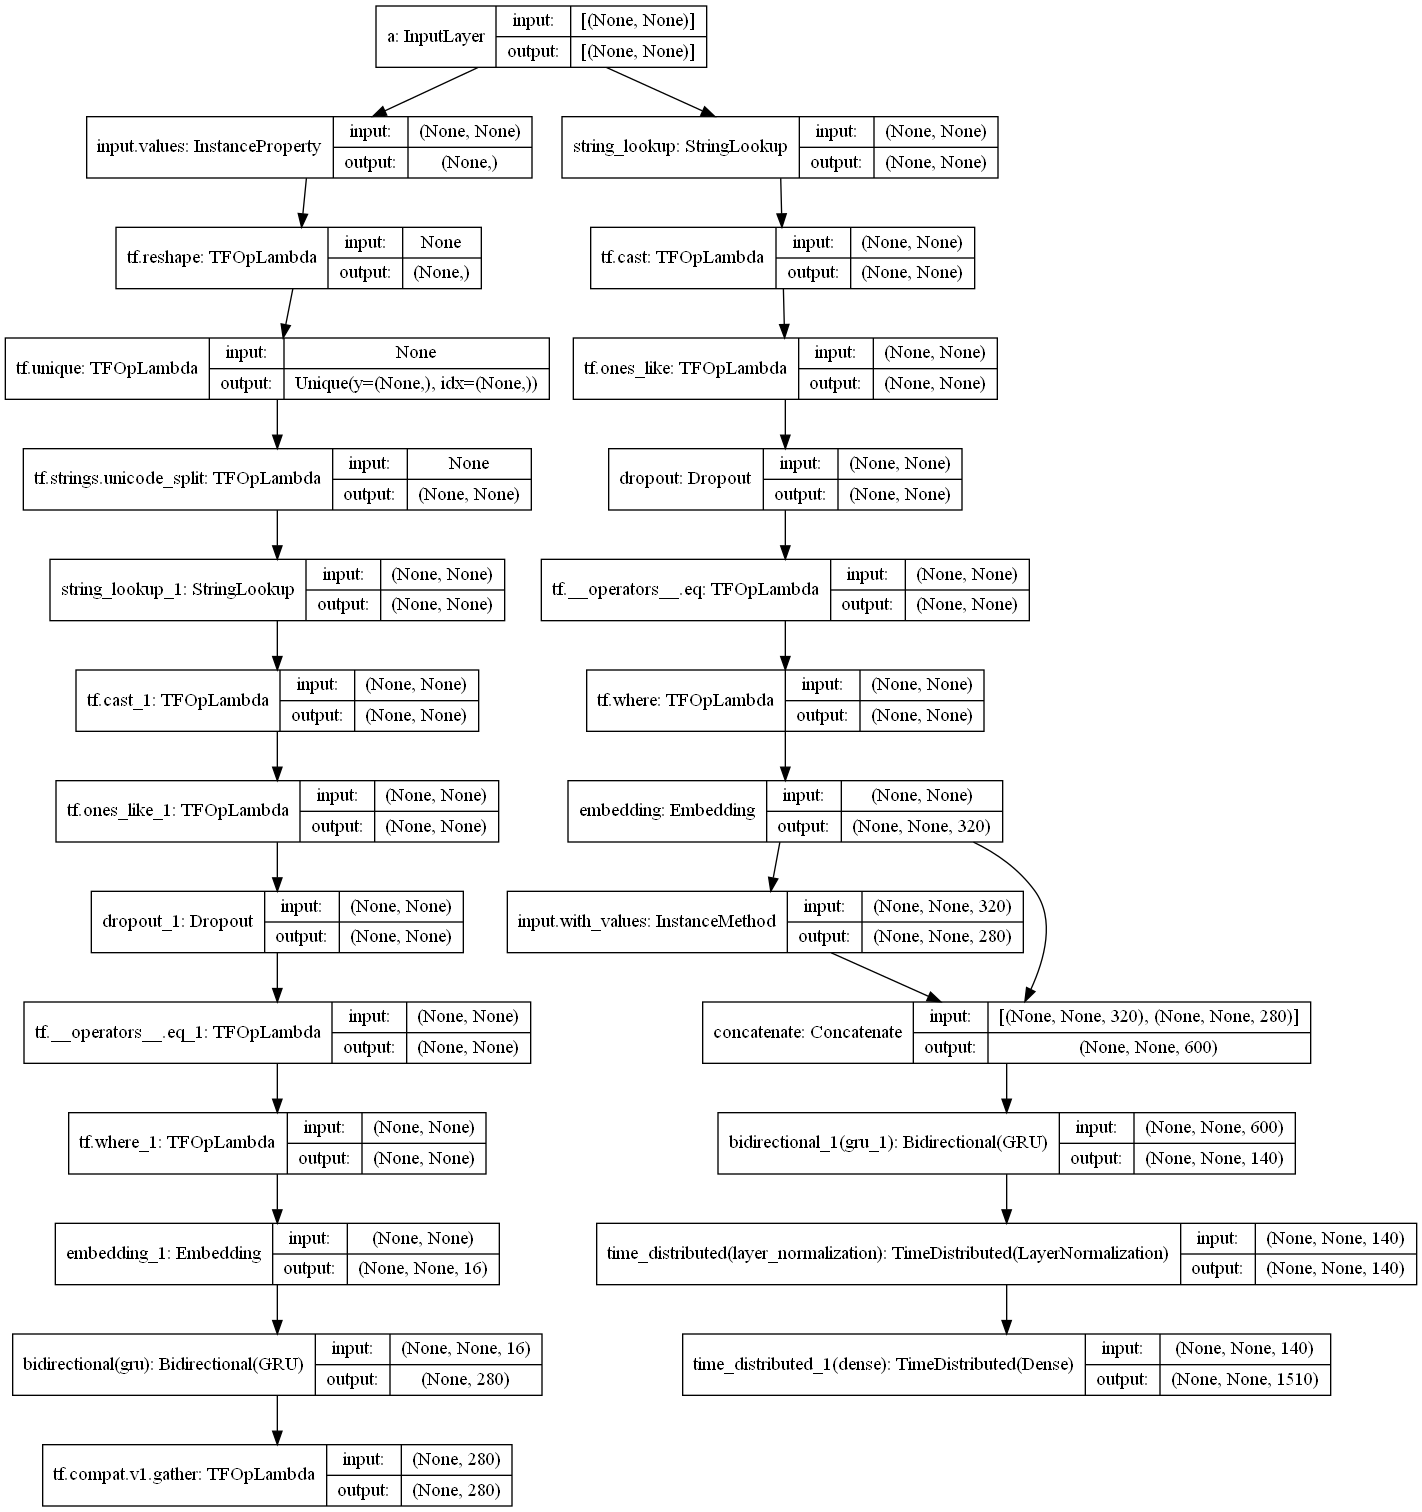 a: InputLayer
input:
[(None, None)]
output:
[(None, None)]
input.values: InstanceProperty
input:
(None, None)
output:
(None,)
string_lookup: StringLookup
input:
(None, None)
output:
(None, None)
tf.reshape: TFOpLambda
input:
None
output:
(None,)
tf.cast: TFOpLambda
input:
(None, None)
output:
(None, None)
tf.unique: TFOpLambda
input:
None
output:
Unique(y=(None,), idx=(None,))
tf.ones_like: TFOpLambda
input:
(None, None)
output:
(None, None)
tf.strings.unicode_split: TFOpLambda
input:
None
output:
(None, None)
dropout: Dropout
input:
(None, None)
output:
(None, None)
string_lookup_1: StringLookup
input:
(None, None)
output:
(None, None)
tf.__operators__.eq: TFOpLambda
input:
(None, None)
output:
(None, None)
tf.cast_1: TFOpLambda
input:
(None, None)
output:
(None, None)
tf.where: TFOpLambda
input:
(None, None)
output:
(None, None)
tf.ones_like_1: TFOpLambda
input:
(None, None)
output:
(None, None)
embedding: Embedding
input:
(None, None)
output:
(None, None, 320)
dropout_1: Dropout
input:
(None, None)
output:
(None, None)
input.with_values: InstanceMethod
input:
(None, None, 320)
output:
(None, None, 280)
tf.__operators__.eq_1: TFOpLambda
input:
(None, None)
output:
(None, None)
concatenate: Concatenate
input:
[(None, None, 320), (None, None, 280)]
output:
(None, None, 600)
tf.where_1: TFOpLambda
input:
(None, None)
output:
(None, None)
bidirectional_1(gru_1): Bidirectional(GRU)
input:
(None, None, 600)
output:
(None, None, 140)
embedding_1: Embedding
input:
(None, None)
output:
(None, None, 16)
time_distributed(layer_normalization): TimeDistributed(LayerNormalization)
input:
(None, None, 140)
output:
(None, None, 140)
bidirectional(gru): Bidirectional(GRU)
input:
(None, None, 16)
output:
(None, 280)
time_distributed_1(dense): TimeDistributed(Dense)
input:
(None, None, 140)
output:
(None, None, 1510)
tf.compat.v1.gather: TFOpLambda
input:
(None, 280)
output:
(None, 280)